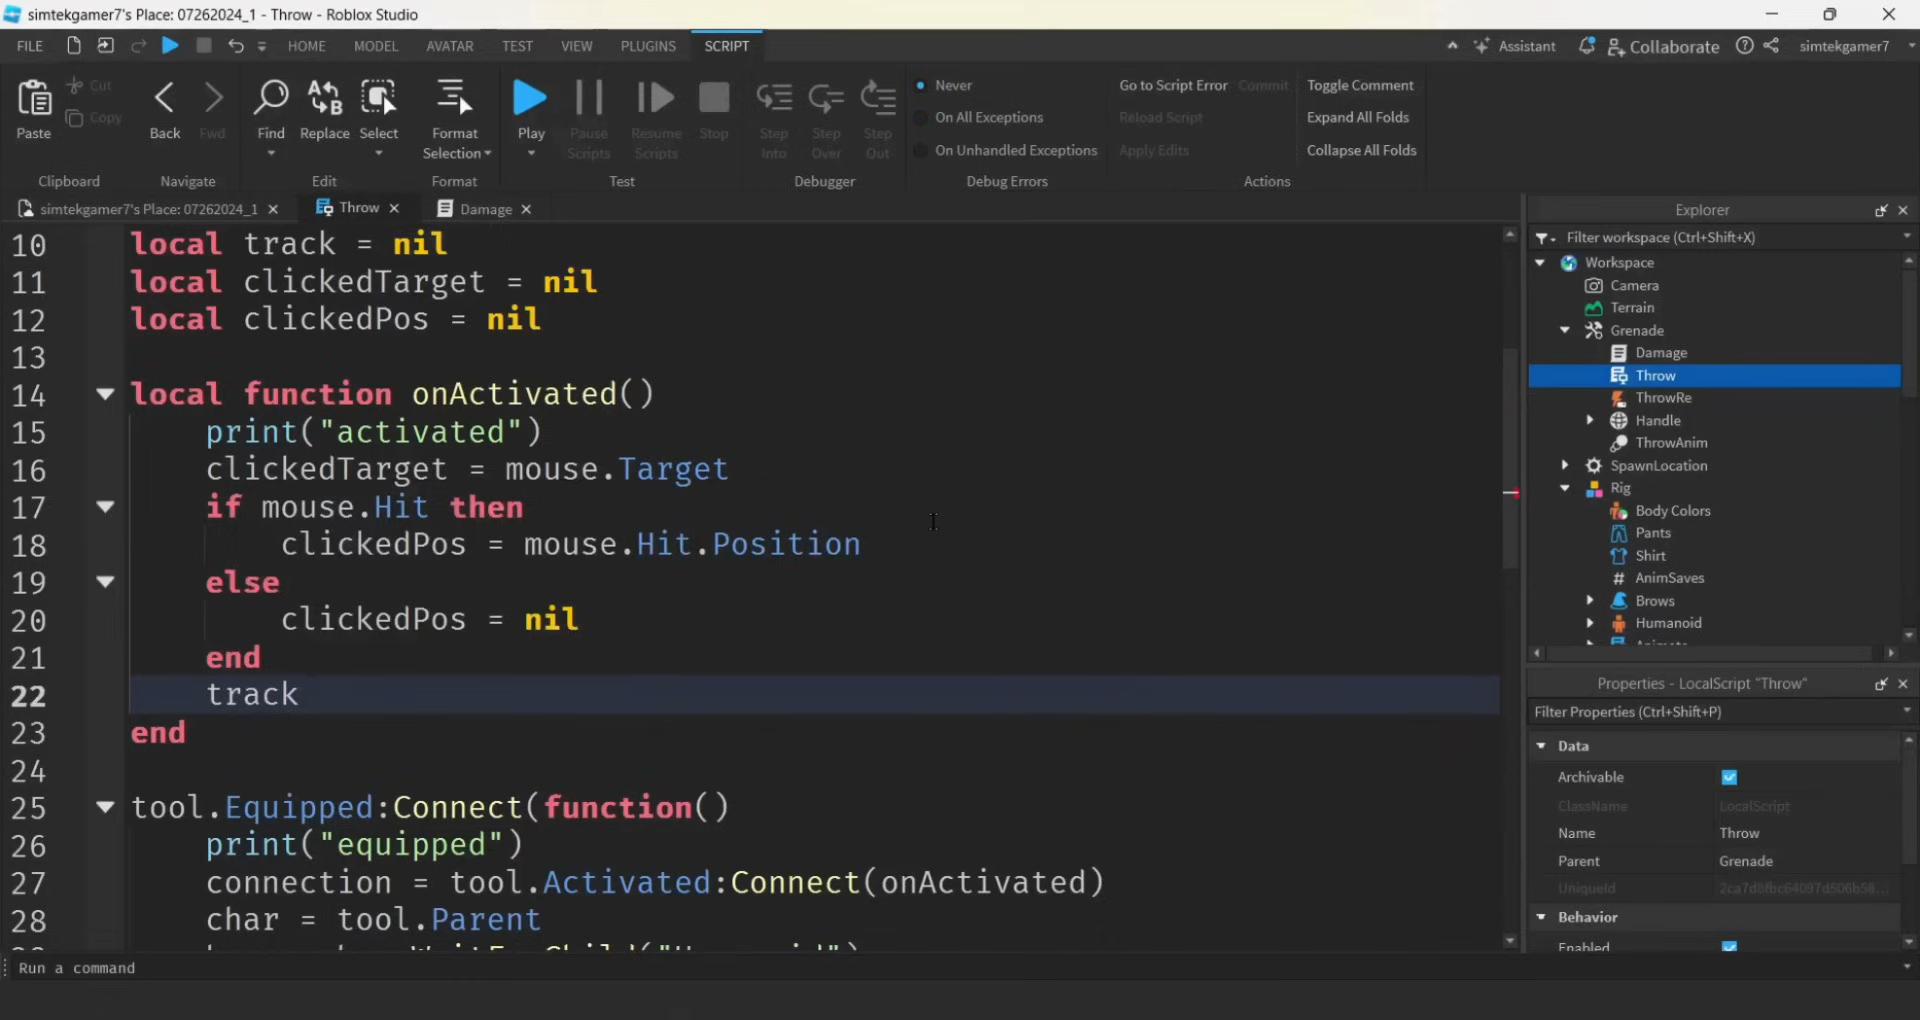 simtekgamer7's Place: 07262024_1 - Throw - Roblox Studio
FILE HOME MODEL AVATAR TEST VIEW PLUGINS SCRIPT Assistant Collaborate simtekgamer7
Paste Cut Copy Back Fwd Find Replace Select Format Selection Play Pause Scripts Resume Scripts Stop Step Into Step Over Step Out
Never Go to Script Error Commit Toggle Comment
On All Exceptions Reload Script Expand All Folds
On Unhandled Exceptions Apply Edits Collapse All Folds
Clipboard Navigate Edit Format Test Debugger Debug Errors Actions
simtekgamer7's Place: 07262024_1 Throw Damage
10 local track = nil
11 local clickedTarget = nil
12 local clickedPos = nil
13
14 local function onActivated()
15 print("activated")
16 clickedTarget = mouse.Target
17 if mouse.Hit then
18 clickedPos = mouse.Hit.Position
19 else
20 clickedPos = nil
21 end
22 track
23 end
24
25 tool.Equipped:Connect(function()
26 print("equipped")
27 connection = tool.Activated:Connect(onActivated)
28 char = tool.Parent
Run a command
Explorer
Filter workspace (Ctrl+Shift+X)
Workspace
Camera
Terrain
Grenade
Damage
Throw
ThrowRe
Handle
ThrowAnim
SpawnLocation
Rig
Body Colors
Pants
Shirt
# AnimSaves
Brows
Humanoid
Properties - LocalScript "Throw"
Filter Properties (Ctrl+Shift+P)
Data
Archivable
ClassName LocalScript
Name Throw
Parent Grenade
UniqueId
Behavior
Enabled